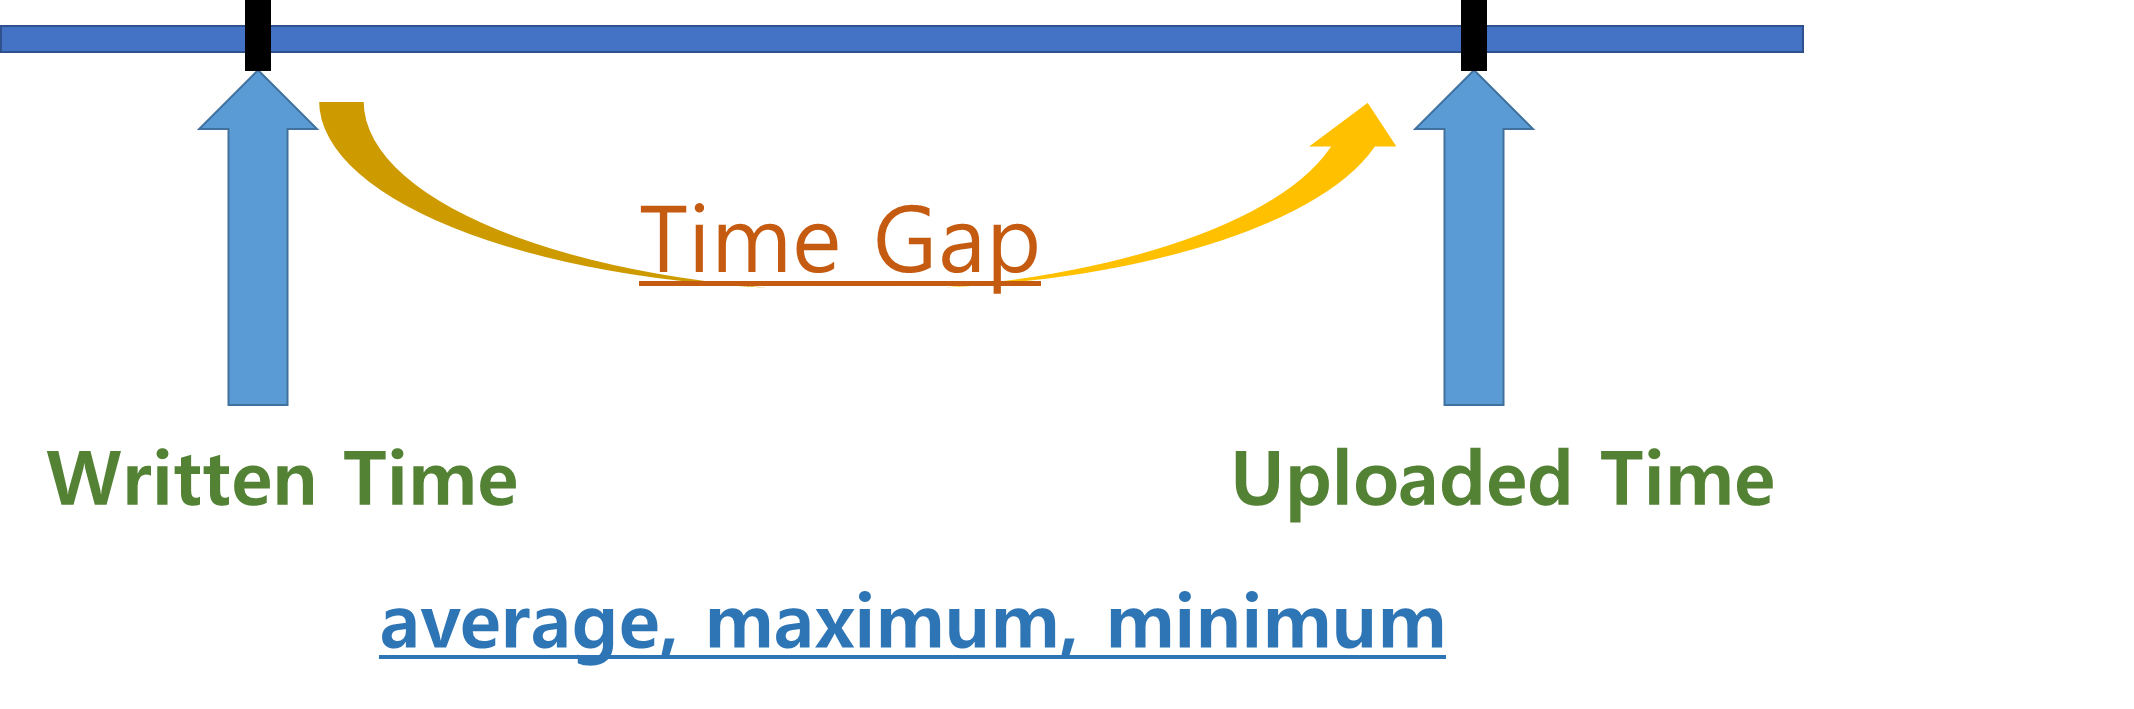 Time Gap
Written Time
Uploaded Time
average, maximum, minimum